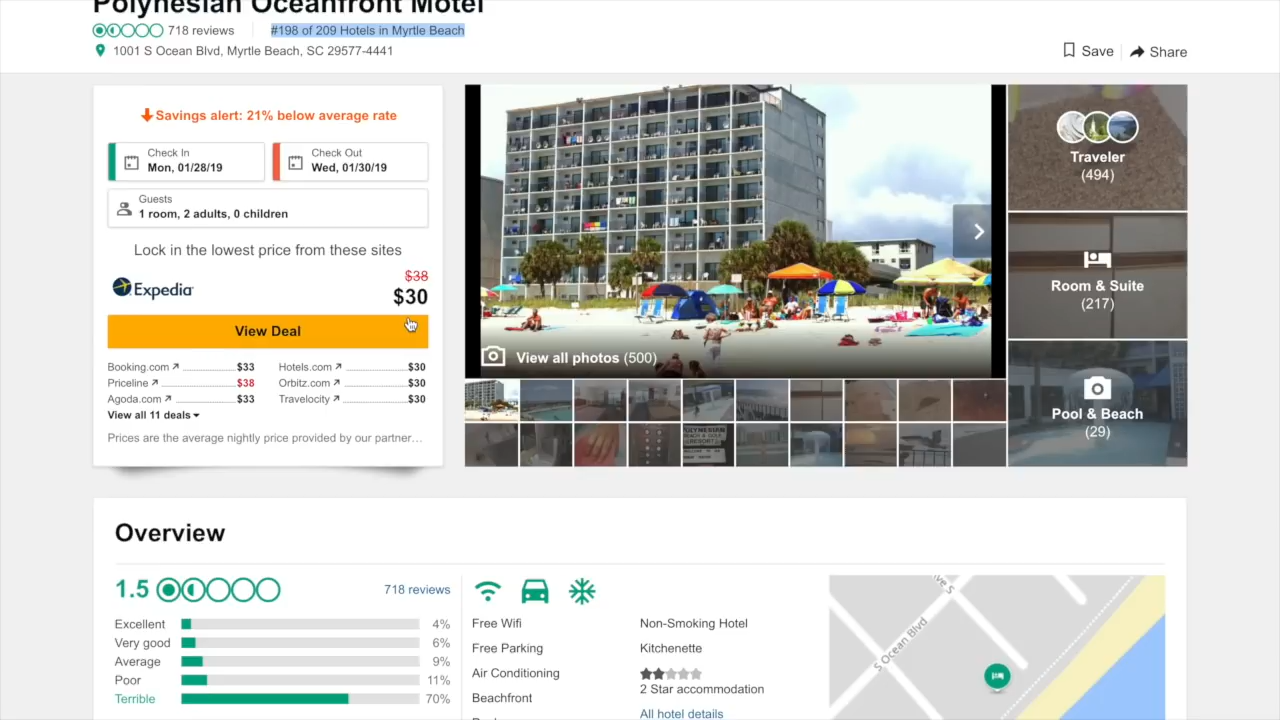 Polynesian Oceanfront Motel
718 reviews
#198 of 209 Hotels in Myrtle Beach
1001 S Ocean Blvd, Myrtle Beach, SC 29577-4441
Save
Share
Savings alert: 21% below average rate
Check In
Mon, 01/28/19
Check Out
Wed, 01/30/19
Guests
1 room, 2 adults, 0 children
Lock in the lowest price from these sites
Expedia
$38
$30
View Deal
Booking.com $33
Hotels.com $30
Priceline $38
Orbitz.com $30
Agoda.com $33
Travelocity $30
View all 11 deals
Prices are the average nightly price provided by our partner…
View all photos (500)
POLYNESIAN
Traveler
(494)
Room & Suite
(217)
Pool & Beach
(29)
Overview
1.5
718 reviews
Excellent 4%
Very good 6%
Average 9%
Poor 11%
Terrible 70%
Free Wifi
Non-Smoking Hotel
Free Parking
Kitchenette
Air Conditioning
2 Star accommodation
Beachfront
All hotel details
S Ocean Blvd